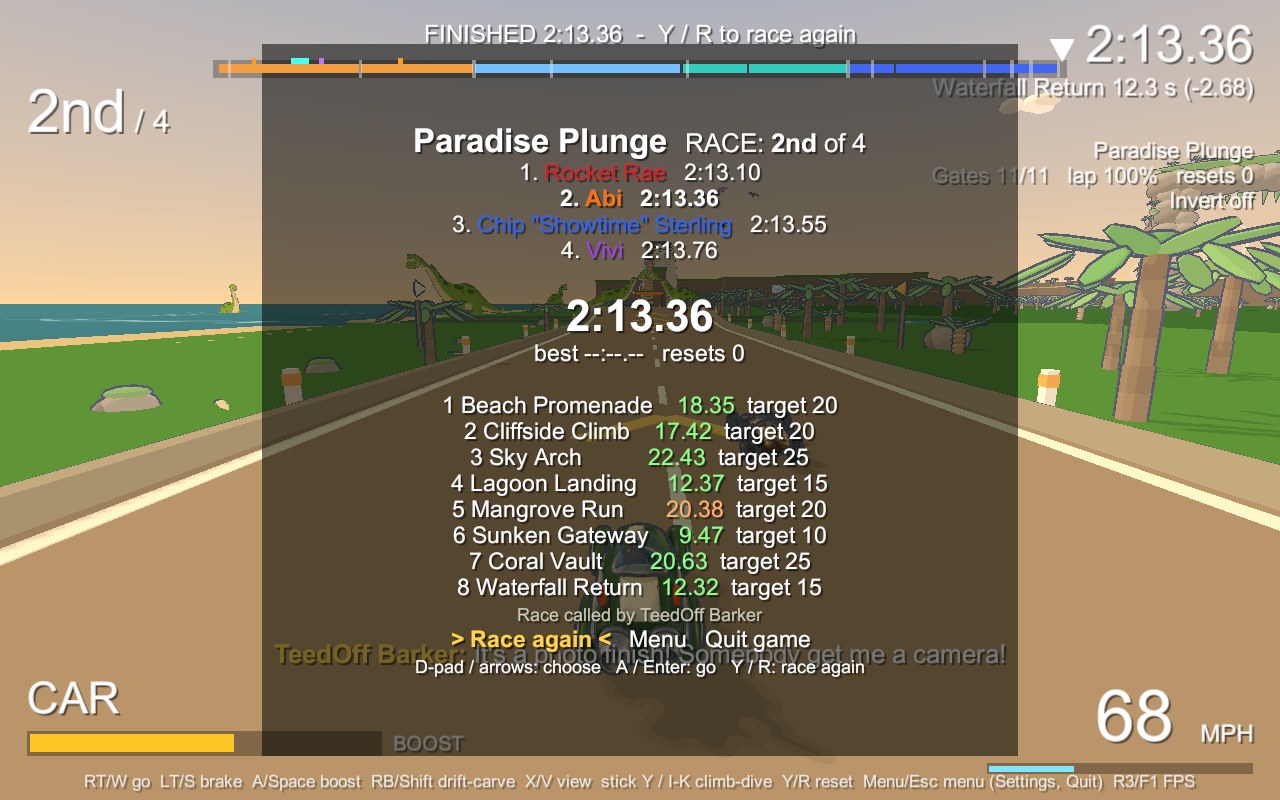 FINISHED 2:13.36 - Y / R to race again
2:13.36
Waterfall Return 12.3 s (-2.68)
2nd / 4
Paradise Plunge
Gates 11/11 lap 100% resets 0
Invert off
Paradise Plunge RACE: 2nd of 4
1. Rocket Rae 2:13.10
2. Abi 2:13.36
3. Chip "Showtime" Sterling 2:13.55
4. Vivi 2:13.76
2:13.36
best --:--.-- resets 0
1 Beach Promenade 18.35 target 20
2 Cliffside Climb 17.42 target 20
3 Sky Arch 22.43 target 25
4 Lagoon Landing 12.37 target 15
5 Mangrove Run 20.38 target 20
6 Sunken Gateway 9.47 target 10
7 Coral Vault 20.63 target 25
8 Waterfall Return 12.32 target 15
Race called by TeedOff Barker
> Race again < Menu Quit game
TeedOff Barker: It's a photo finish! Somebody get me a camera!
D-pad / arrows: choose A / Enter: go Y / R: race again
CAR
BOOST
68 MPH
RT/W go LT/S brake A/Space boost RB/Shift drift-carve X/V view stick Y / I-K climb-dive Y/R reset Menu/Esc menu (Settings, Quit) R3/F1 FPS